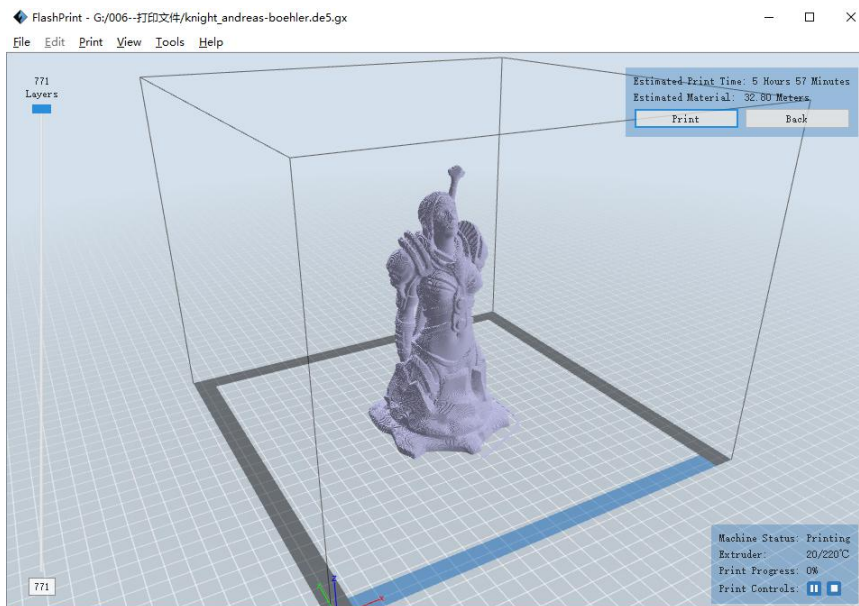 FlashPrint - G:/006--打印文件/knight_andreas-boehler.de5.gx
File Edit Print View Tools Help
771
Layers
Estimated Print Time: 5 Hours 57 Minutes
Estimated Material: 32.80 Meters
Print Back
Machine Status: Printing
Extruder: 20/220℃
Print Progress: 0%
Print Controls:
771
z
y
x